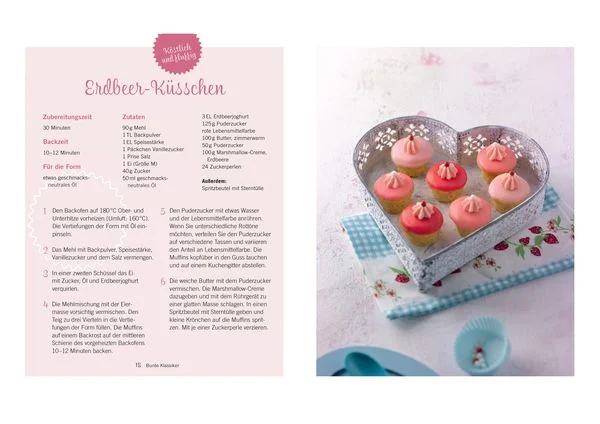 Köstlich
und fluffig
Erdbeer-Küsschen
Zubereitungszeit
30 Minuten
Backzeit
10–12 Minuten
Für die Form
etwas geschmacks-
neutrales Öl
Zutaten
90 g Mehl
1 TL Backpulver
1 EL Speisestärke
1 Päckchen Vanillezucker
1 Prise Salz
1 Ei (Größe M)
40 g Zucker
50 ml geschmacks-
neutrales Öl
3 EL Erdbeerjoghurt
125 g Puderzucker
rote Lebensmittelfarbe
100 g Butter, zimmerwarm
50 g Puderzucker
100 g Marshmallow-Creme,
Erdbeere
24 Zuckerperlen
Außerdem:
Spritzbeutel mit Sterntülle
1 Den Backofen auf 180 °C Ober- und
Unterhitze vorheizen (Umluft: 160 °C).
Die Vertiefungen der Form mit Öl ein-
pinseln.
2 Das Mehl mit Backpulver, Speisestärke,
Vanillezucker und dem Salz vermengen.
3 In einer zweiten Schüssel das Ei
mit Zucker, Öl und Erdbeerjoghurt
verquirlen.
4 Die Mehlmischung mit der Eier-
masse vorsichtig vermischen. Den
Teig zu drei Vierteln in die Vertie-
fungen der Form füllen. Die Muffins
auf einem Backrost auf der mittleren
Schiene des vorgeheizten Backofens
10–12 Minuten backen.
5 Den Puderzucker mit etwas Wasser
und der Lebensmittelfarbe anrühren.
Wenn Sie unterschiedliche Rottöne
möchten, verteilen Sie den Puderzucker
auf verschiedene Tassen und variieren
den Anteil an Lebensmittelfarbe. Die
Muffins kopfüber in den Guss tauchen
und auf einem Kuchengitter abstellen.
6 Die weiche Butter mit dem Puderzucker
vermischen. Die Marshmallow-Creme
dazugeben und mit dem Rührgerät zu
einer glatten Masse schlagen. In einen
Spritzbeutel mit Sterntülle geben und
kleine Krönchen auf die Muffins sprit-
zen. Mit je einer Zuckerperle verzieren.
16 Bunte Klassiker